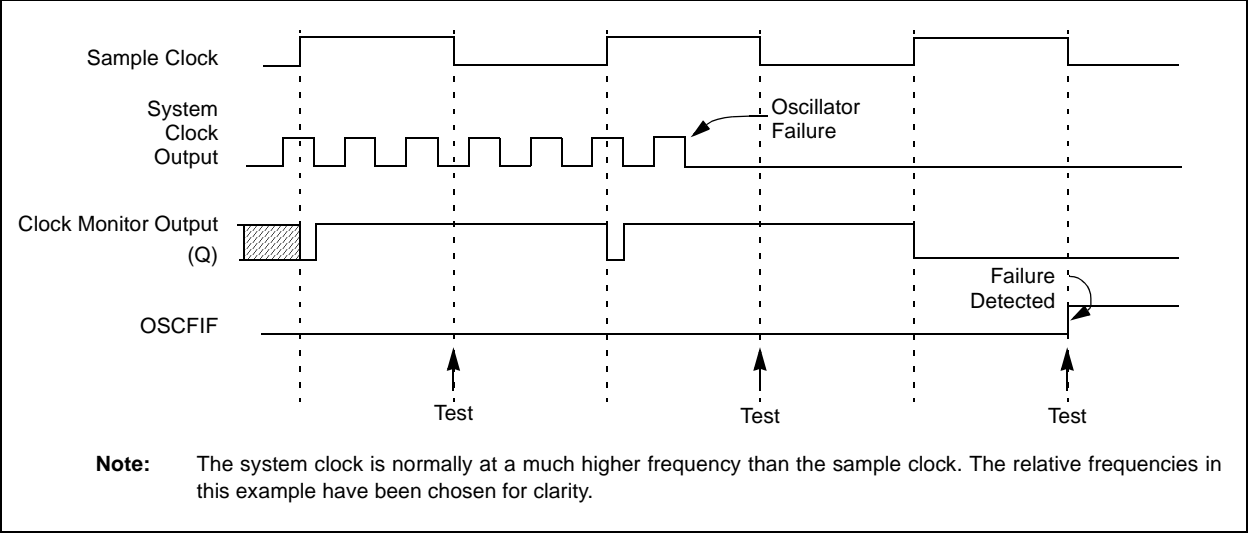 Sample Clock
System
Clock
Output
Oscillator
Failure
Clock Monitor Output
(Q)
Failure
Detected
OSCFIF
Test
Test
Test
Note: The system clock is normally at a much higher frequency than the sample clock. The relative frequencies in
this example have been chosen for clarity.